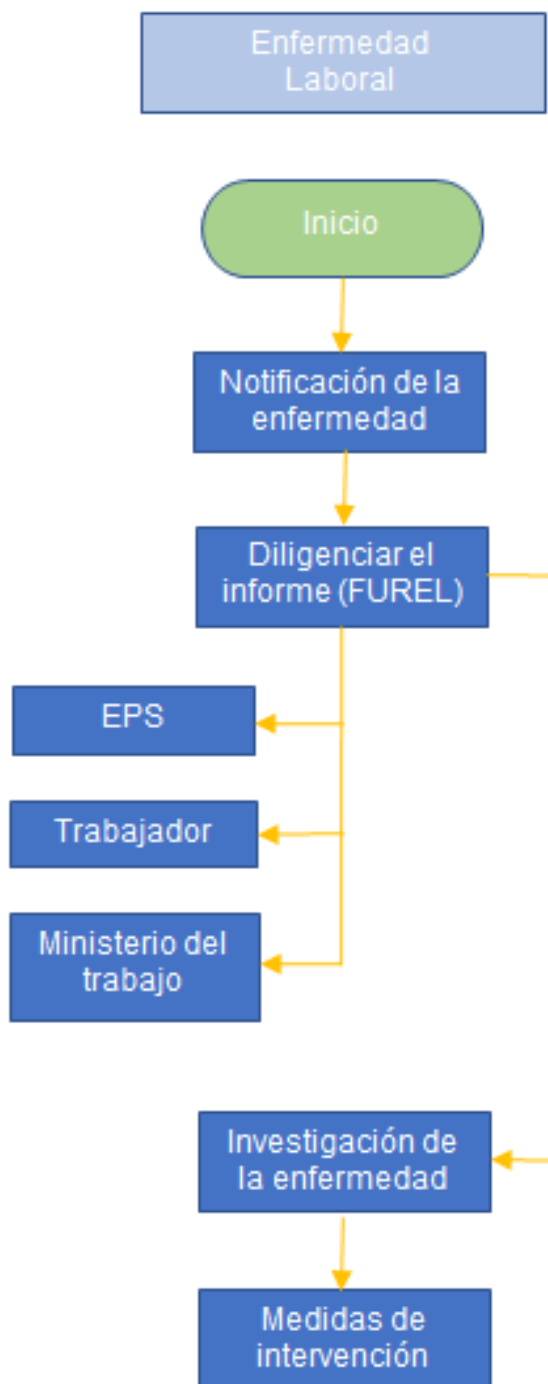 Enfermedad
Laboral
Inicio
Notificación de la
enfermedad
Diligenciar el
informe (FUREL)
EPS
Trabajador
Ministerio del
trabajo
Investigación de
la enfermedad
Medidas de
intervención